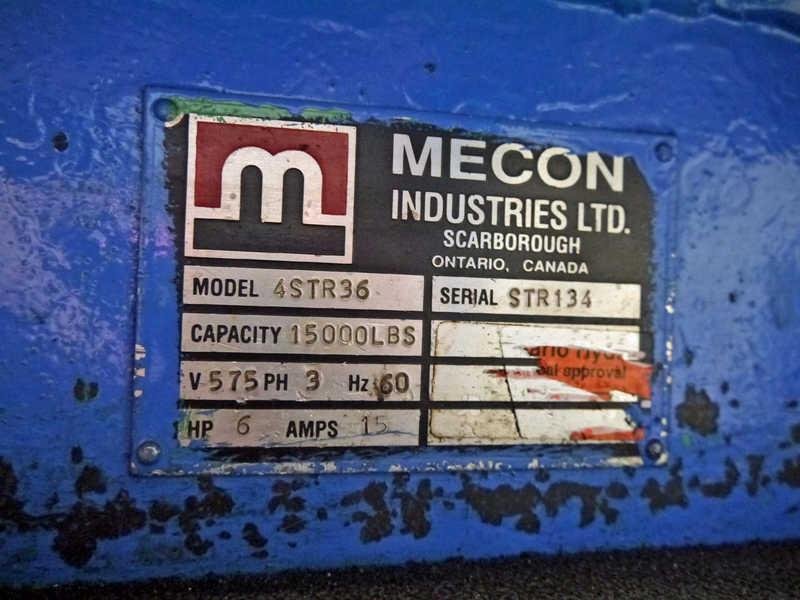 m
MECON
INDUSTRIES LTD.
SCARBOROUGH
ONTARIO, CANADA
MODEL 4STR36
SERIAL STR134
CAPACITY 15000LBS
V 575 PH 3 Hz 60
approval
HP 6 AMPS 15